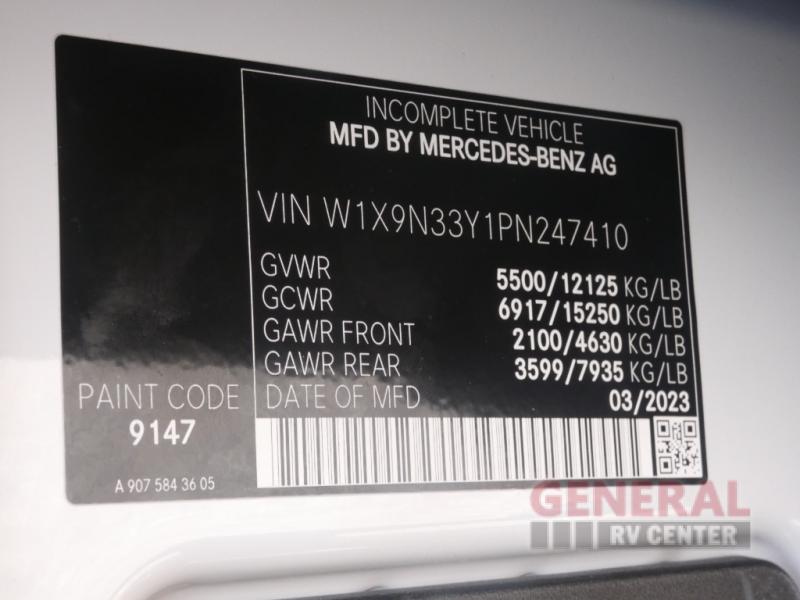 INCOMPLETE VEHICLE
MFD BY MERCEDES-BENZ AG
VIN W1X9N33Y1PN247410
GVWR 5500/12125 KG/LB
GCWR 6917/15250 KG/LB
GAWR FRONT 2100/4630 KG/LB
GAWR REAR 3599/7935 KG/LB
DATE OF MFD 03/2023
PAINT CODE
9147
A 907 584 36 05
GENERAL
RV CENTER